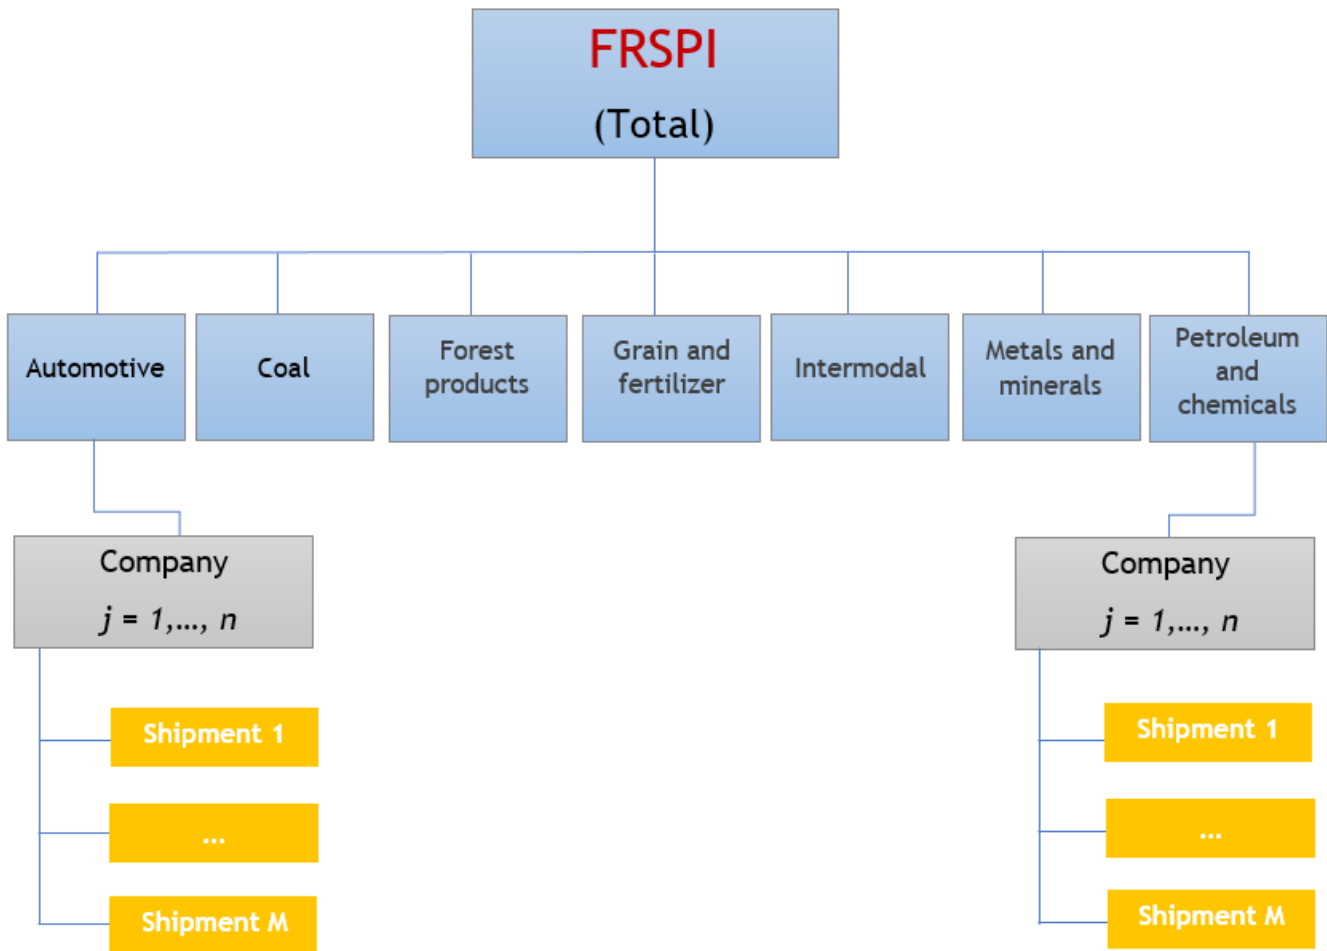 FRSPI
(Total)
Automotive
Coal
Forest
products
Grain and
fertilizer
Intermodal
Metals and
minerals
Petroleum
and
chemicals
Company
j = 1,..., n
Shipment 1
...
Shipment M
Company
j = 1,..., n
Shipment 1
...
Shipment M